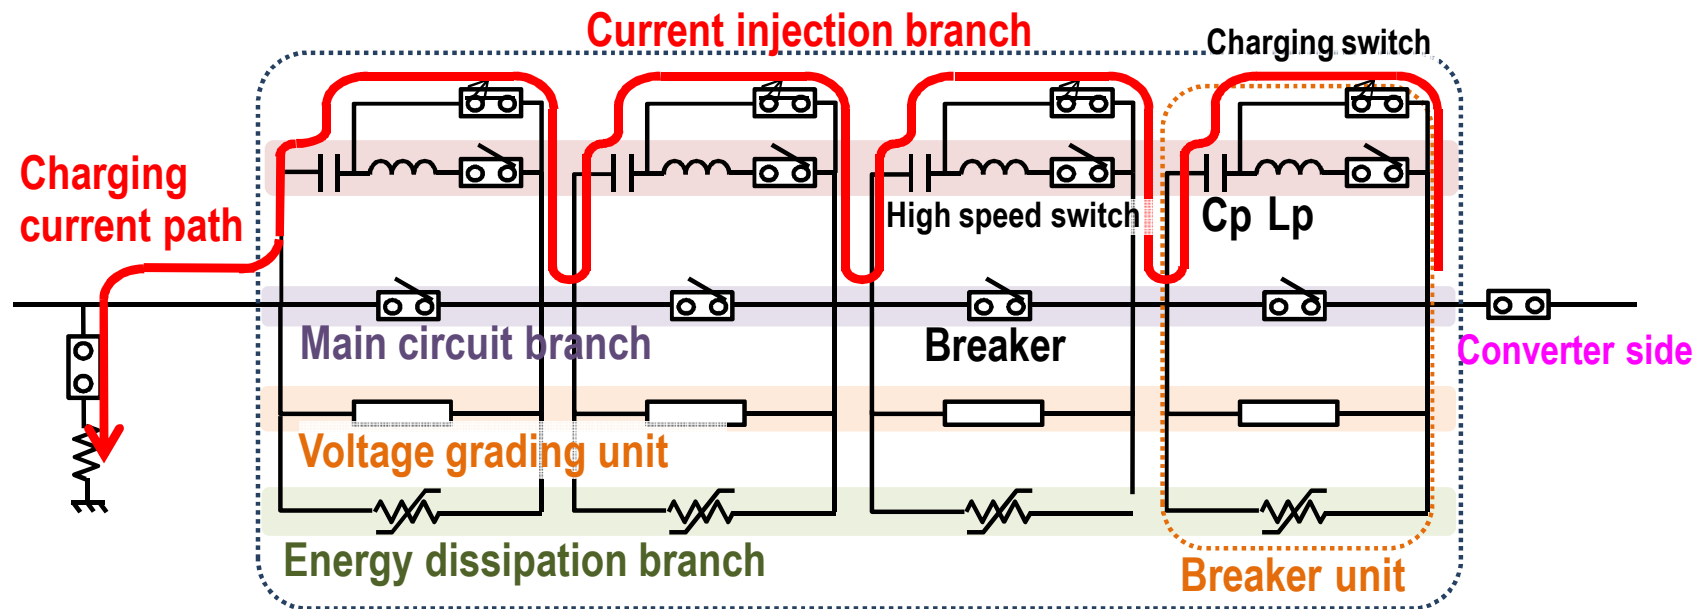 Current injection branch
Charging switch
Charging
current path
High speed switch
Cp Lp
Main circuit branch
Breaker
Converter side
Voltage grading unit
Energy dissipation branch
Breaker unit